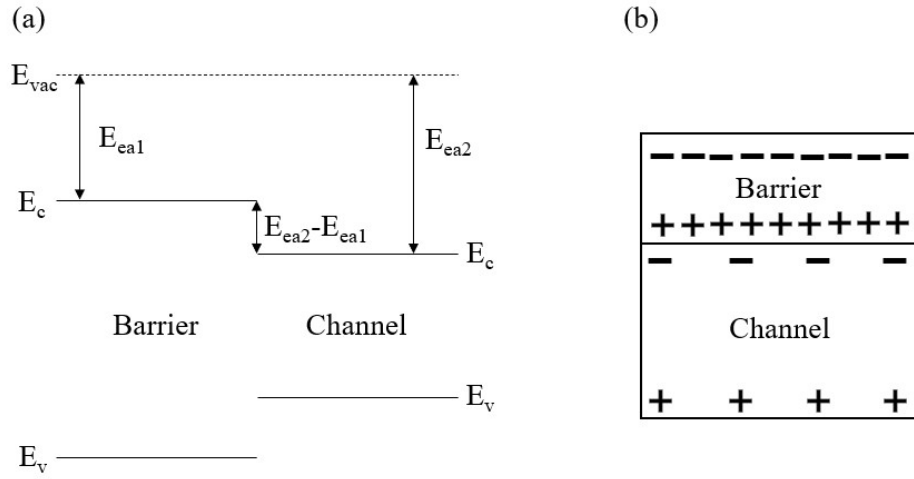 (a)
E_vac
E_ea1
E_ea2
E_c
E_ea2-E_ea1
E_c
Barrier
Channel
E_v
E_v
(b)
Barrier
Channel